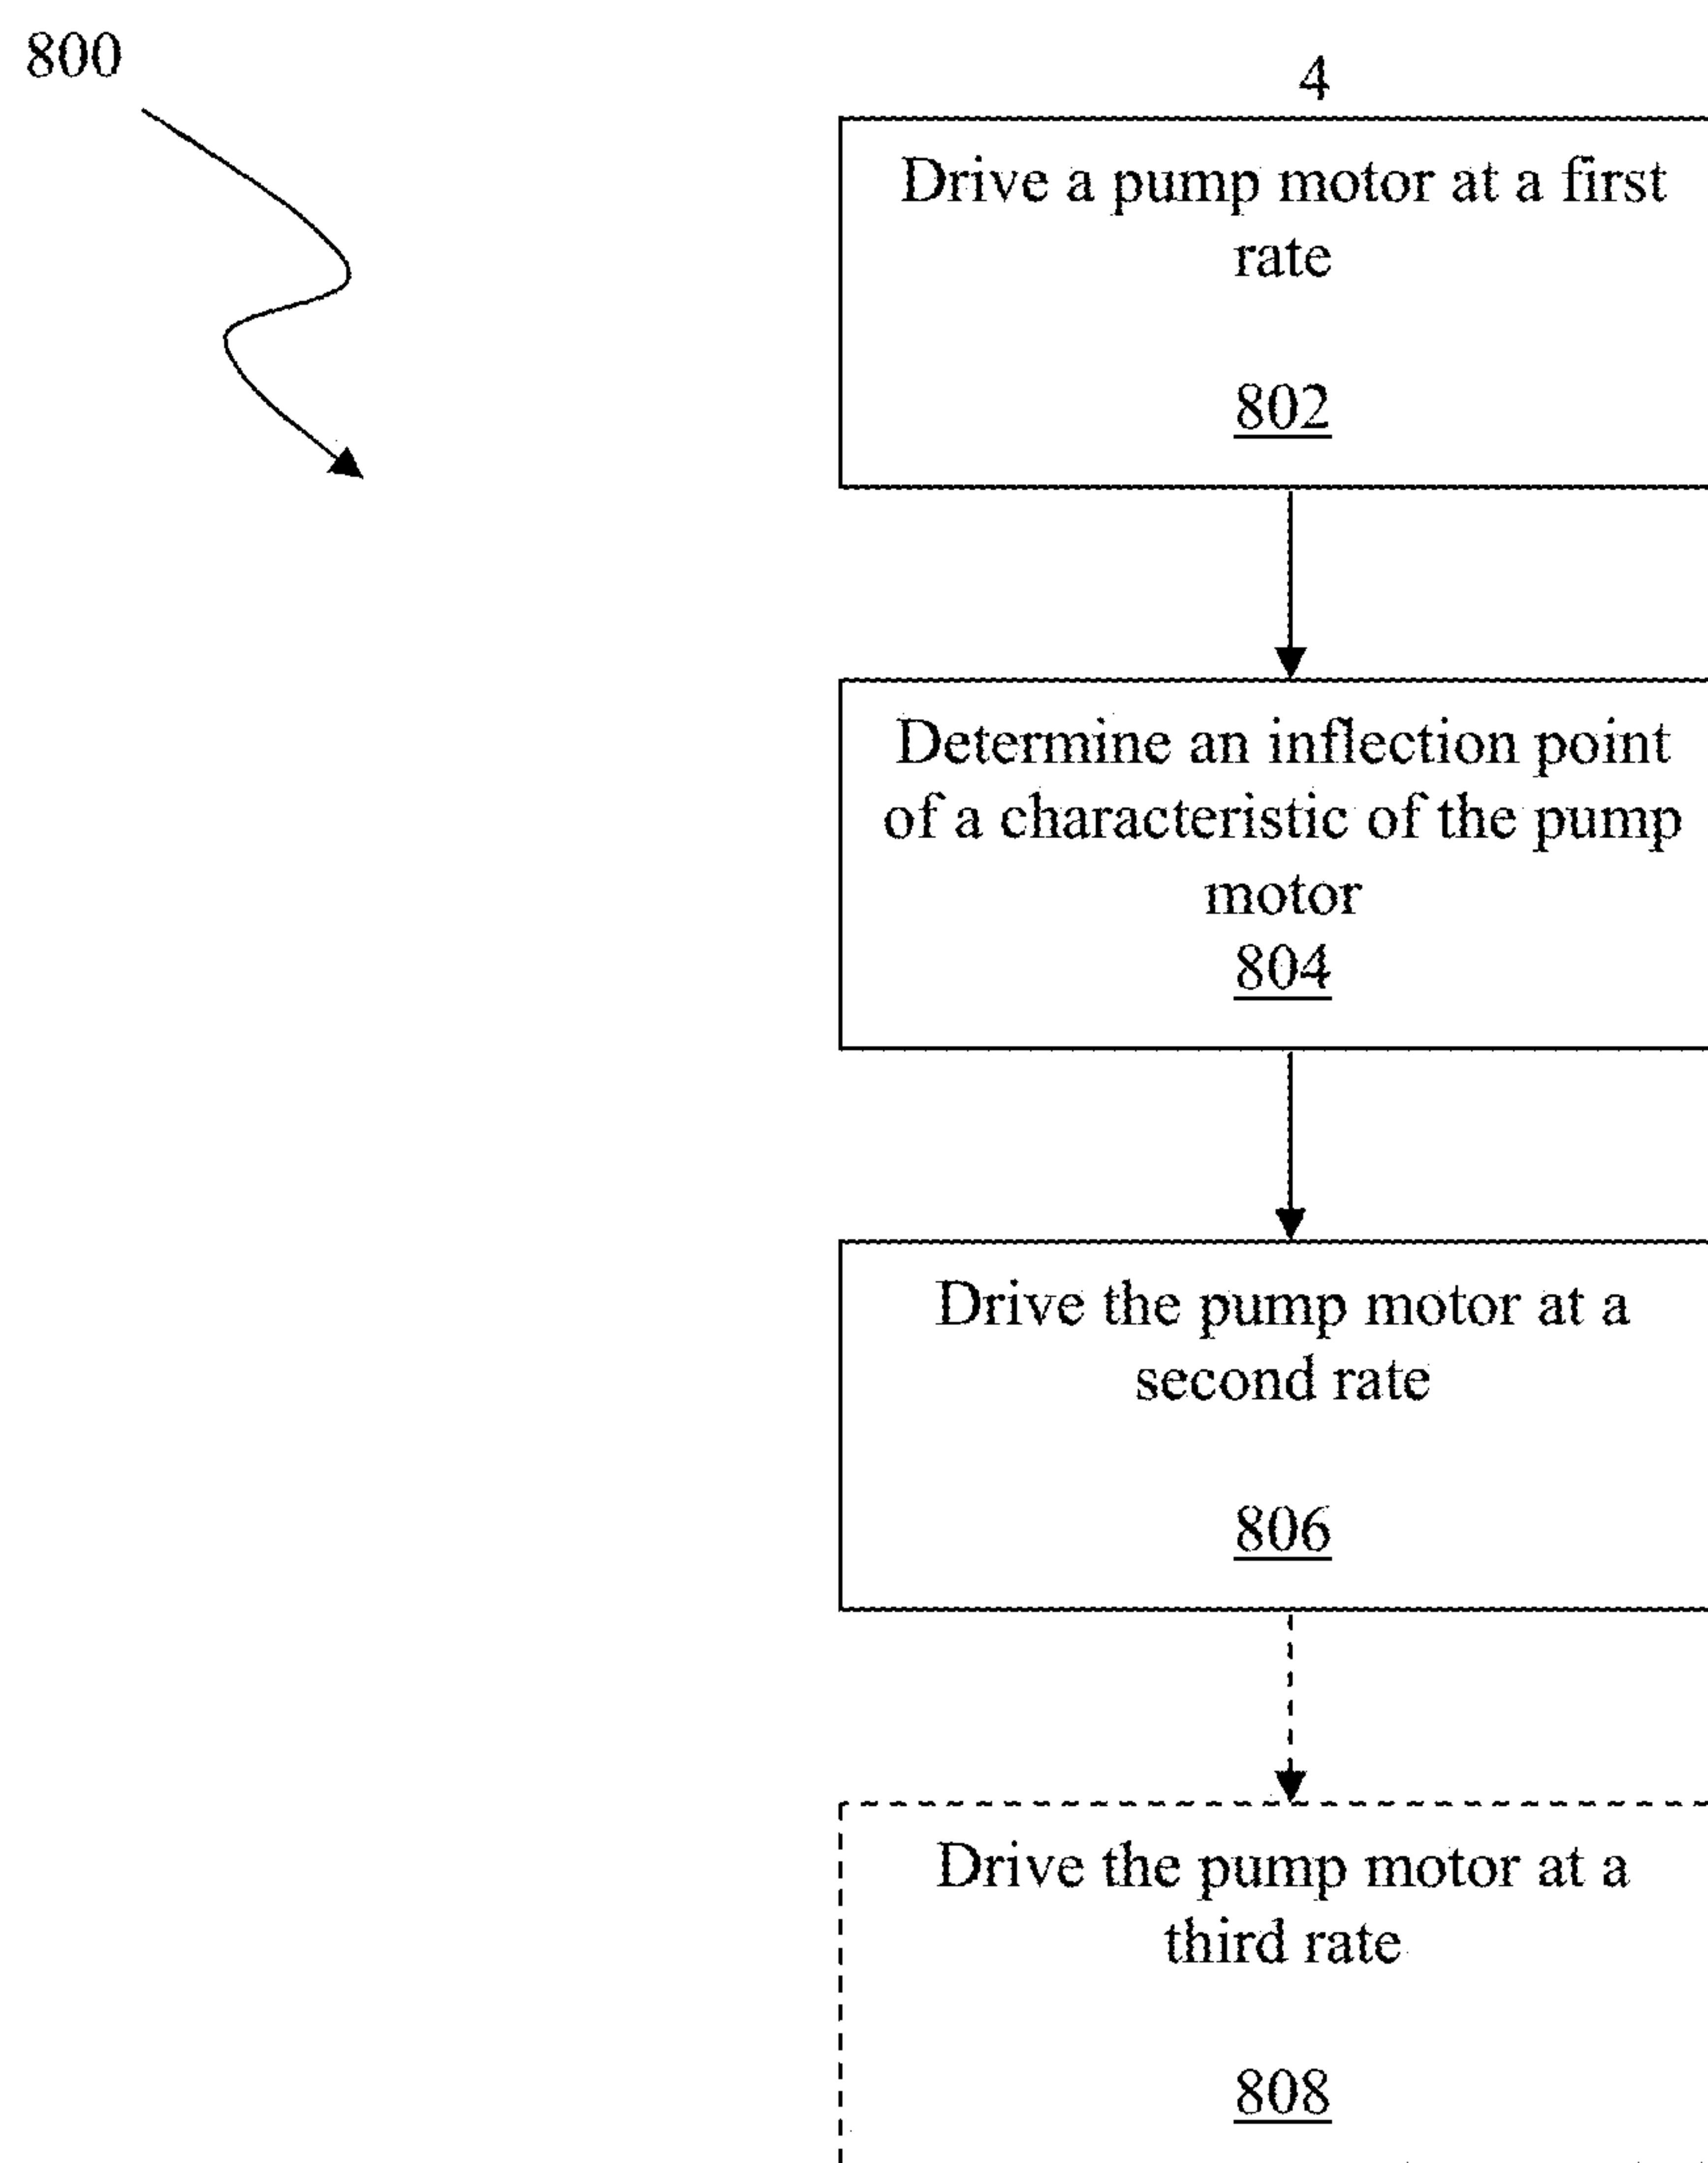 800
4
Drive a pump motor at a first
rate
802
Determine an inflection point
of a characteristic of the pump
motor
804
Drive the pump motor at a
second rate
806
Drive the pump motor at a
third rate
808